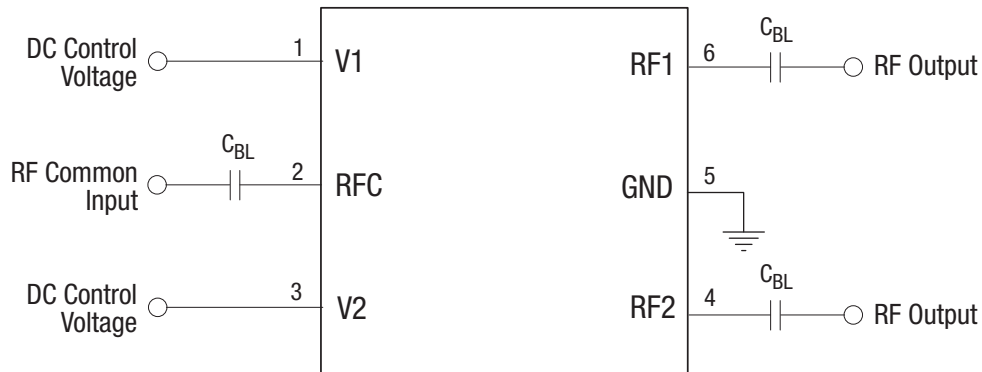 DC Control
Voltage
1
V1
RF1
6
C_BL
RF Output
RF Common
Input
C_BL
2
RFC
GND
5
DC Control
Voltage
3
V2
RF2
4
C_BL
RF Output